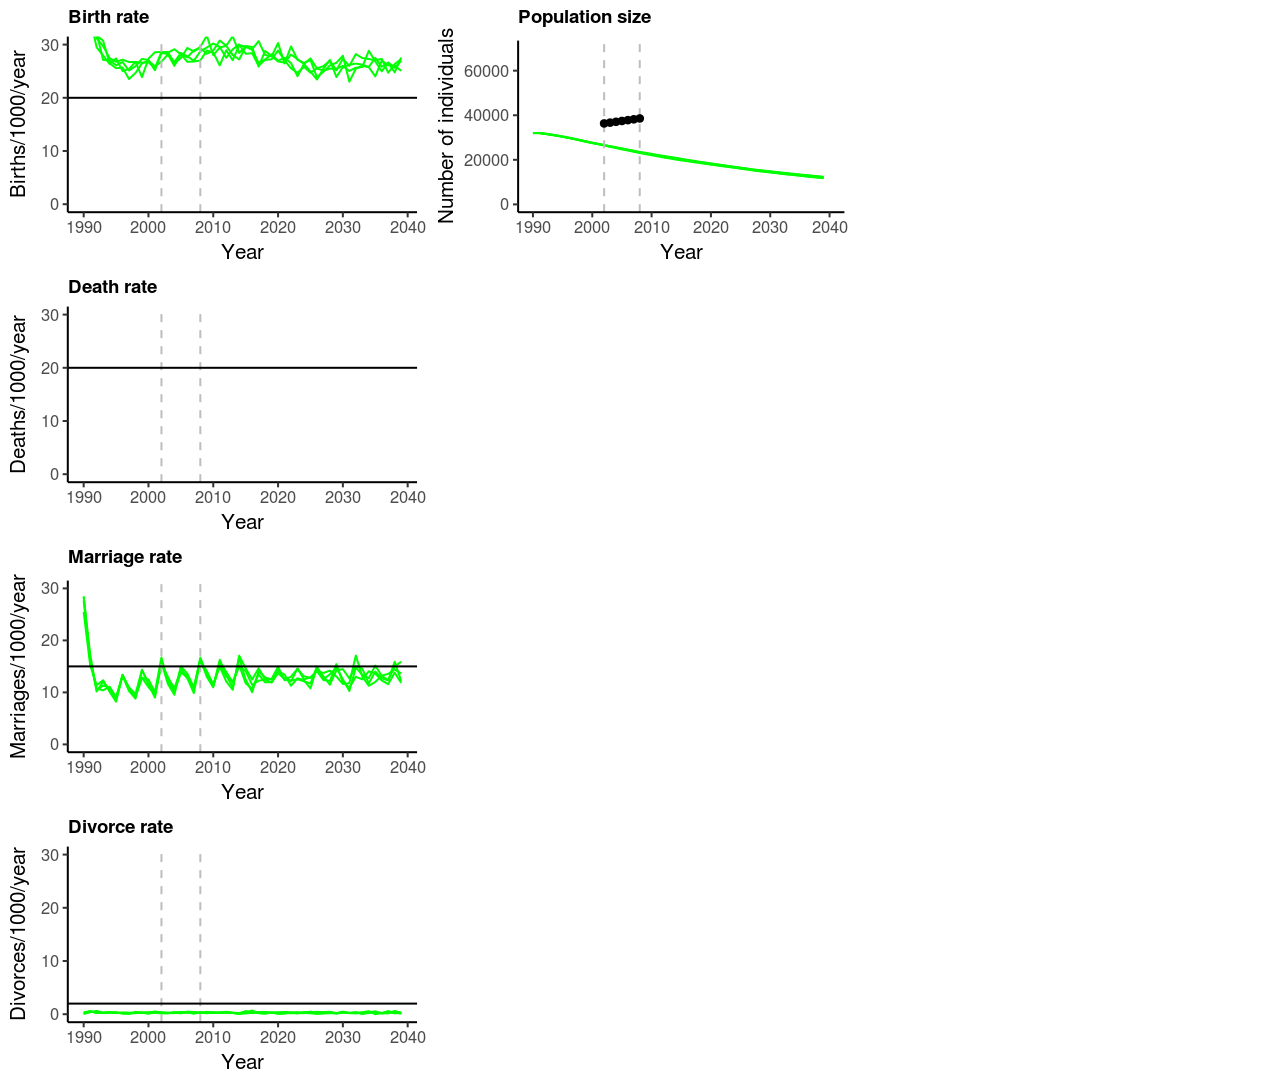 Birth rate
Births/1000/year
30
20
10
0
1990 2000 2010 2020 2030 2040
Year
Population size
Number of individuals
60000
40000
20000
0
1990 2000 2010 2020 2030 2040
Year
Death rate
Deaths/1000/year
30
20
10
0
1990 2000 2010 2020 2030 2040
Year
Marriage rate
Marriages/1000/year
30
20
10
0
1990 2000 2010 2020 2030 2040
Year
Divorce rate
Divorces/1000/year
30
20
10
0
1990 2000 2010 2020 2030 2040
Year